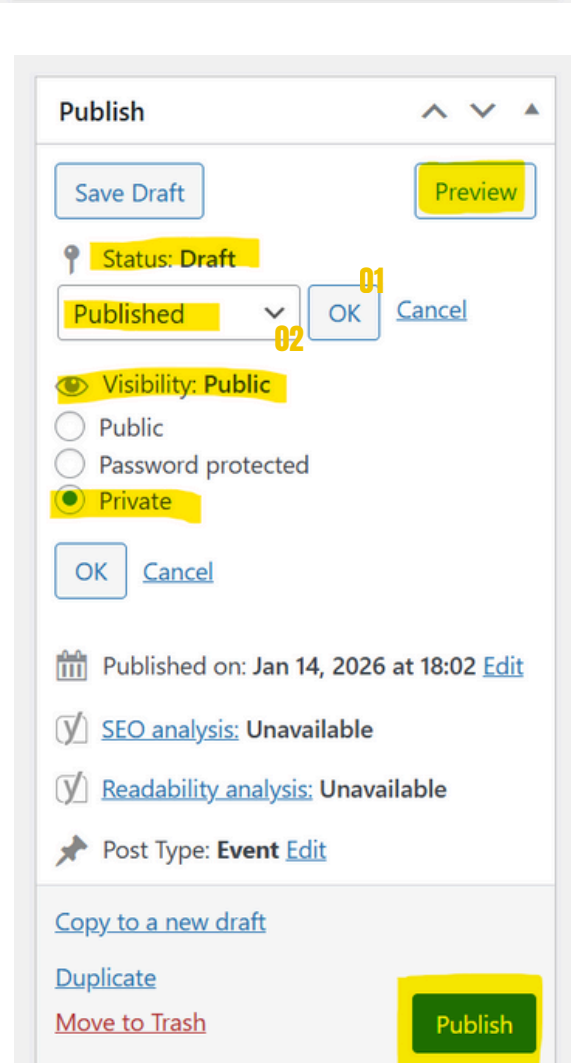 Publish
Save Draft Preview
Status: Draft
01
Published OK Cancel
02
Visibility: Public
Public
Password protected
Private
OK Cancel
Published on: Jan 14, 2026 at 18:02 Edit
SEO analysis: Unavailable
Readability analysis: Unavailable
Post Type: Event Edit
Copy to a new draft
Duplicate
Move to Trash Publish